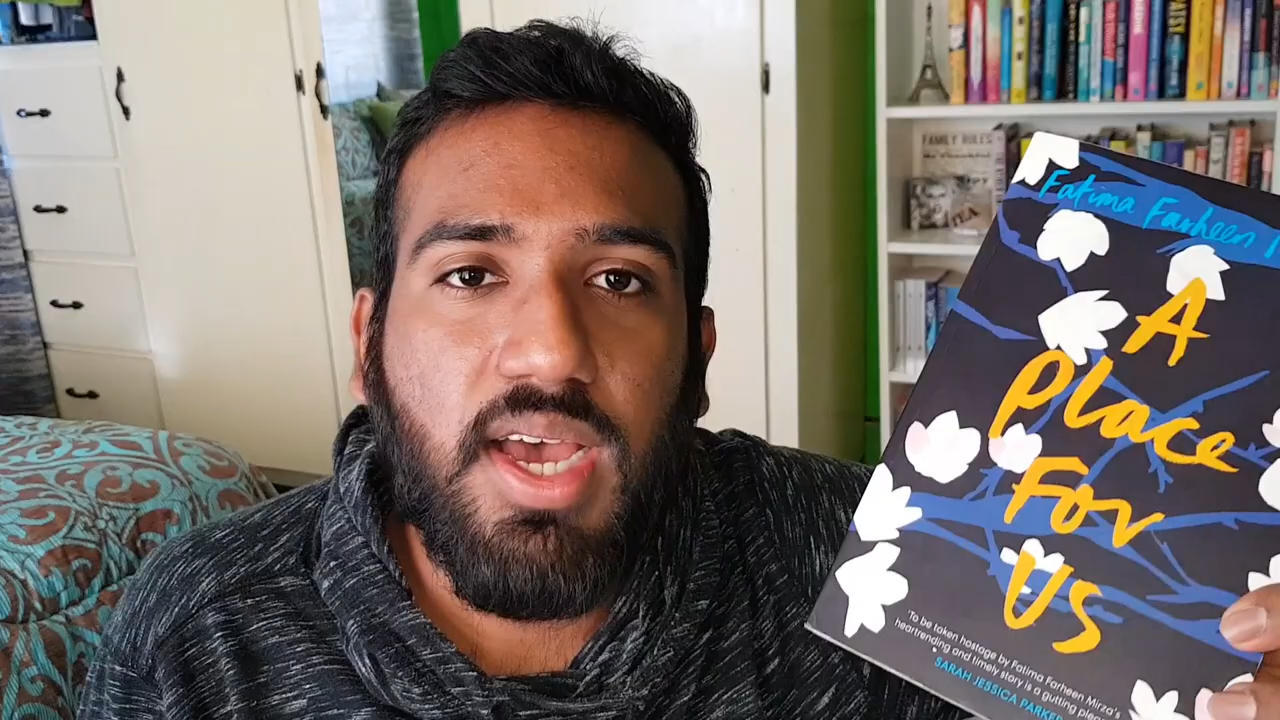 FAMILY RULES
Fatima Farheen
A
Place
For
Us
'To be taken hostage by Fatima Farheen Mirza's
heartrending and timely story is a gutting
SARAH JESSICA PARKER